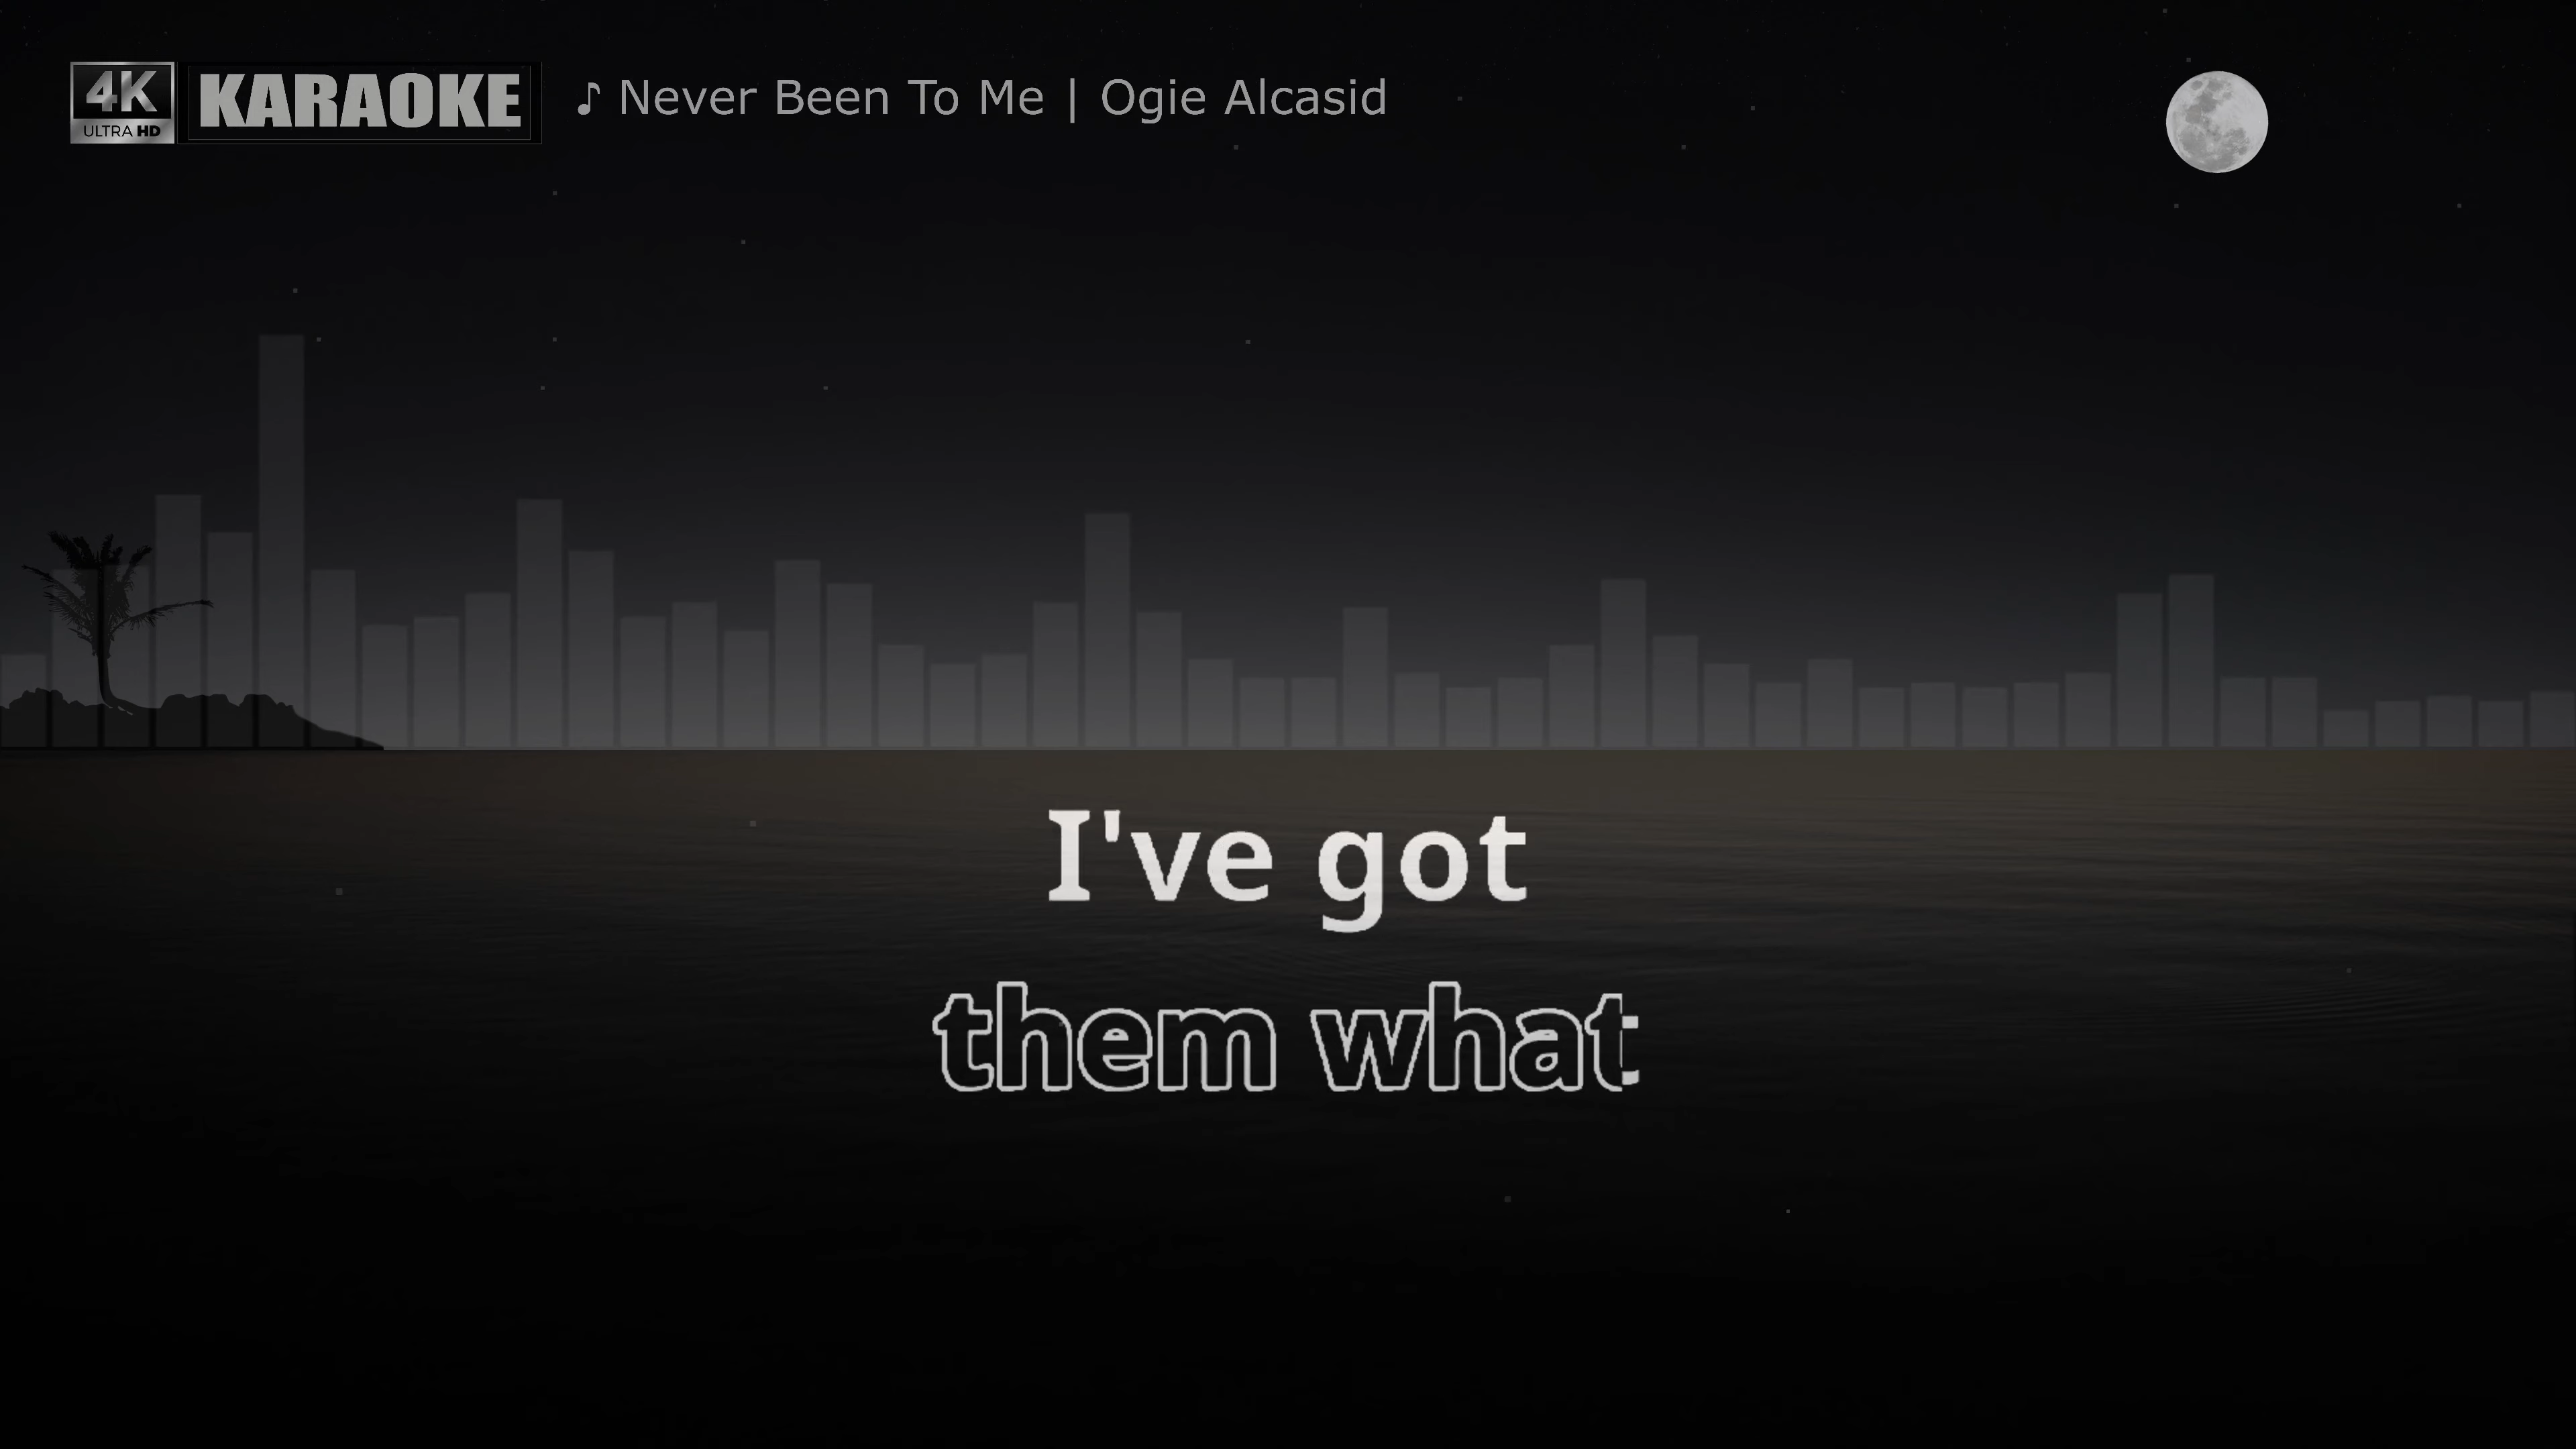 4K
ULTRA HD
KARAOKE
♪ Never Been To Me | Ogie Alcasid
I've got
them what